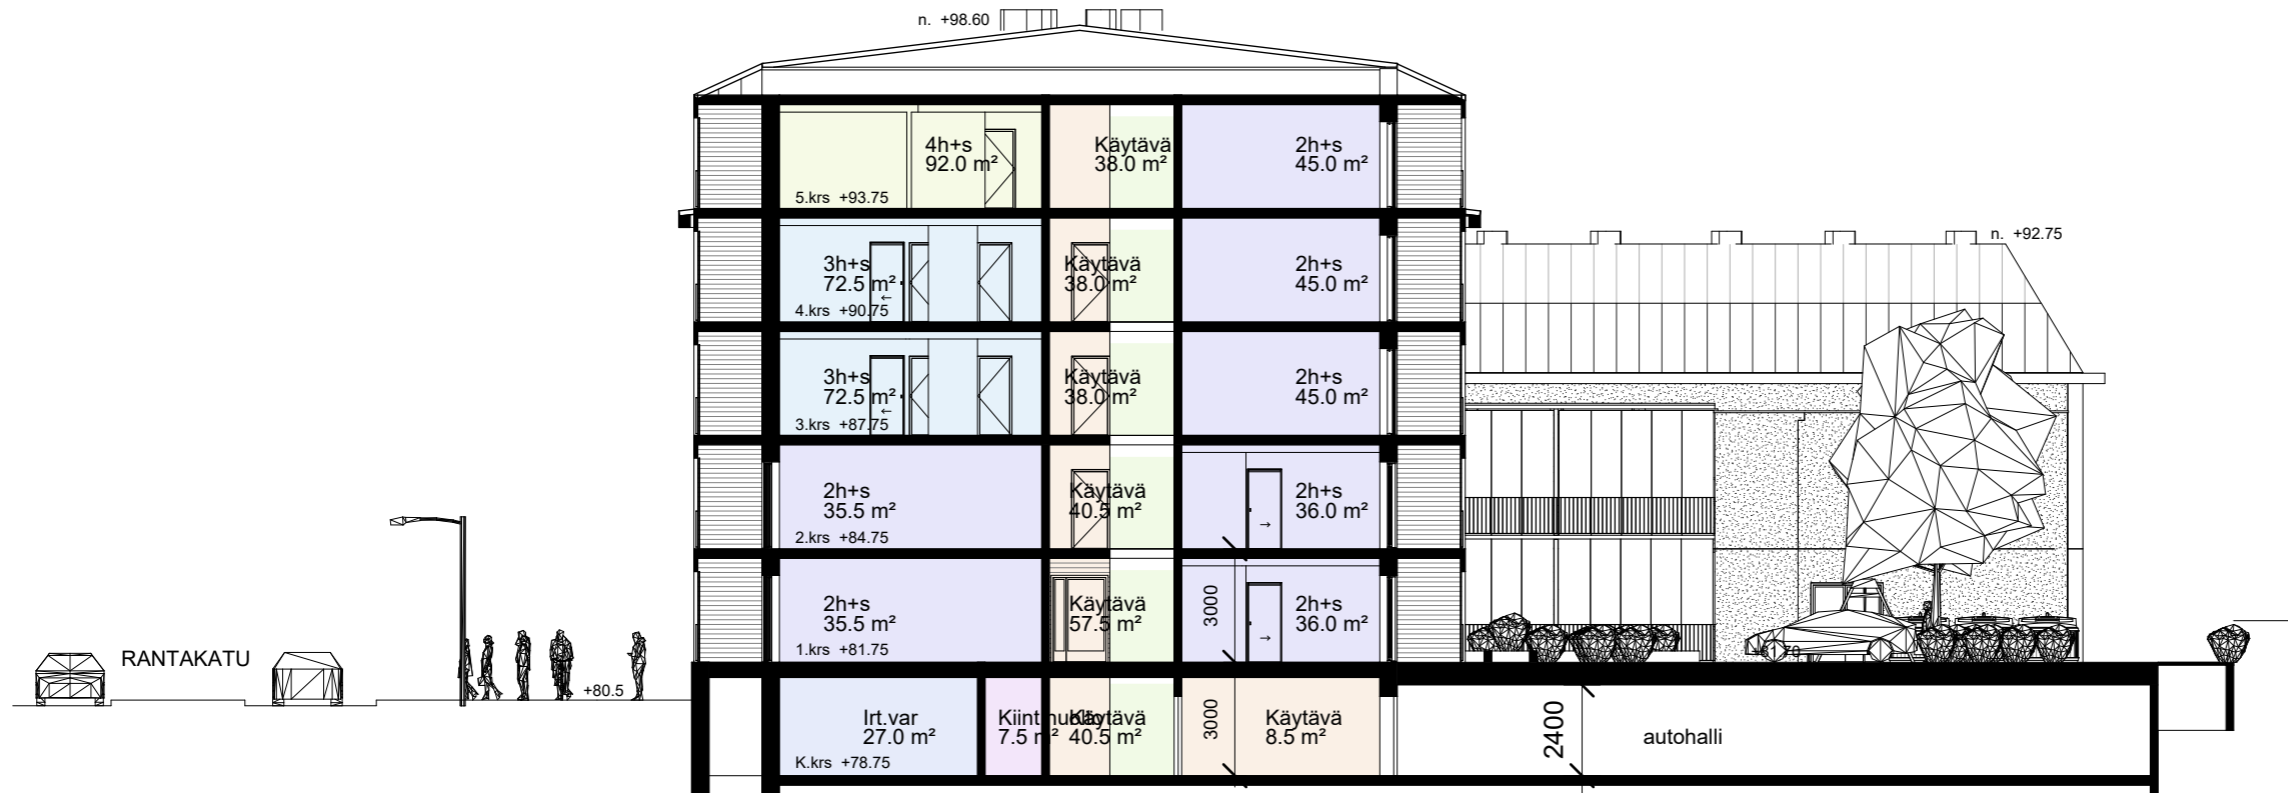 n. +98.60
4h+s
92.0 m²
Käytävä
38.0 m²
2h+s
45.0 m²
5.krs +93.75
n. +92.75
3h+s
72.5 m²
Käytävä
38.0 m²
2h+s
45.0 m²
4.krs +90.75
3h+s
72.5 m²
Käytävä
38.0 m²
2h+s
45.0 m²
3.krs +87.75
2h+s
35.5 m²
Käytävä
40.5 m²
2h+s
36.0 m²
2.krs +84.75
2h+s
35.5 m²
Käytävä
57.5 m²
3000
2h+s
36.0 m²
1.krs +81.75
RANTAKATU
+80.5
Irt.var
27.0 m²
7.5 m²
Käytävä
40.5 m²
3000
Käytävä
8.5 m²
2400
autohalli
K.krs +78.75